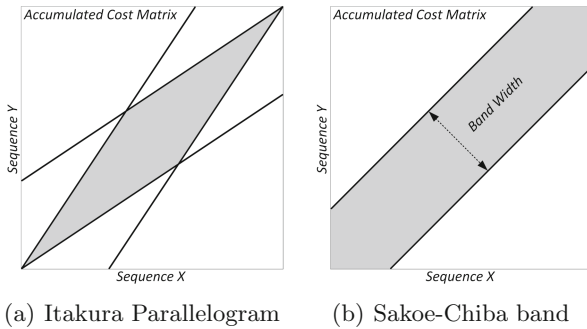 Accumulated Cost Matrix
Sequence Y
Sequence X
(a) Itakura Parallelogram
Accumulated Cost Matrix
Sequence Y
Band Width
Sequence X
(b) Sakoe-Chiba band